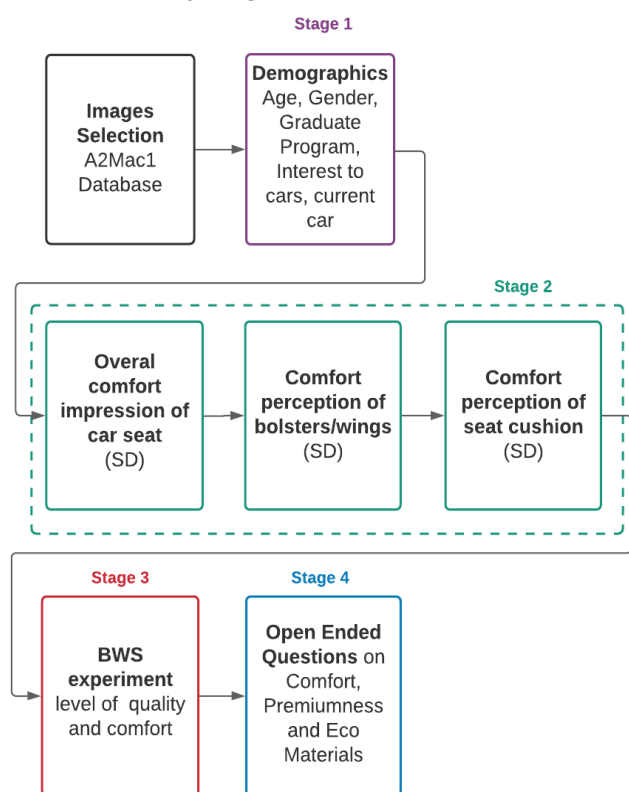 Stage 1
Images
Selection
A2Mac1
Database
Demographics
Age, Gender,
Graduate
Program,
Interest to
cars, current
car
Stage 2
Overal
comfort
impression of
car seat
(SD)
Comfort
perception of
bolsters/wings
(SD)
Comfort
perception of
seat cushion
(SD)
Stage 3
BWS
experiment
level of quality
and comfort
Stage 4
Open Ended
Questions on
Comfort,
Premiumness
and Eco
Materials